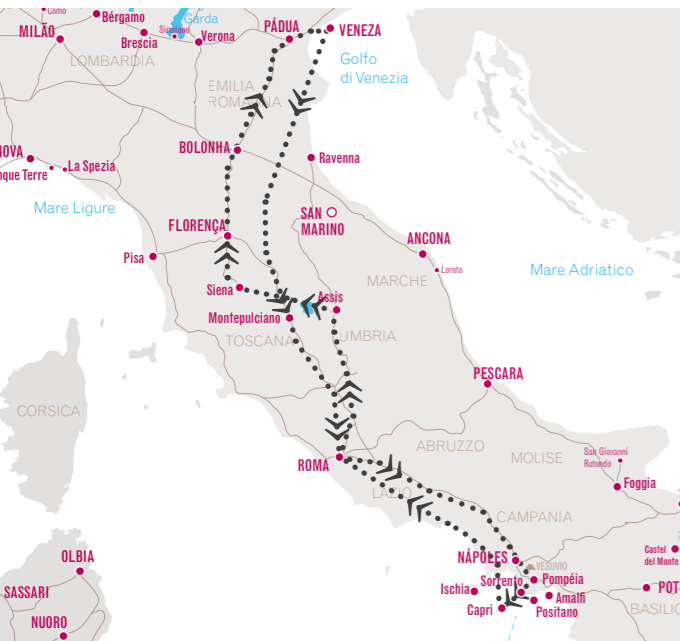 Como
Garda
Bérgamo
MILÃO
Sirmione
PÁDUA
VENEZA
Brescia
Verona
LOMBARDIA
Golfo
di Venezia
EMILIA
ROMAGNA
BOLONHA
NOVA
Ravenna
La Spezia
nque Terre
Mare Ligure
FLORENÇA
SAN
MARINO
ANCONA
Pisa
Loreto
Mare Adriatico
MARCHE
Siena
Assis
Montepulciano
TOSCANA
UMBRIA
PESCARA
CORSICA
ABRUZZO
San Giovanni
Rotondo
MOLISE
ROMA
Foggia
LAZIO
CAMPANIA
Castel
del Monte
NÁPOLES
OLBIA
VESUVIO
Sorrento
Pompéia
SASSARI
Ischia
Amalfi
POT
Capri
Positano
BASILIC
NUORO